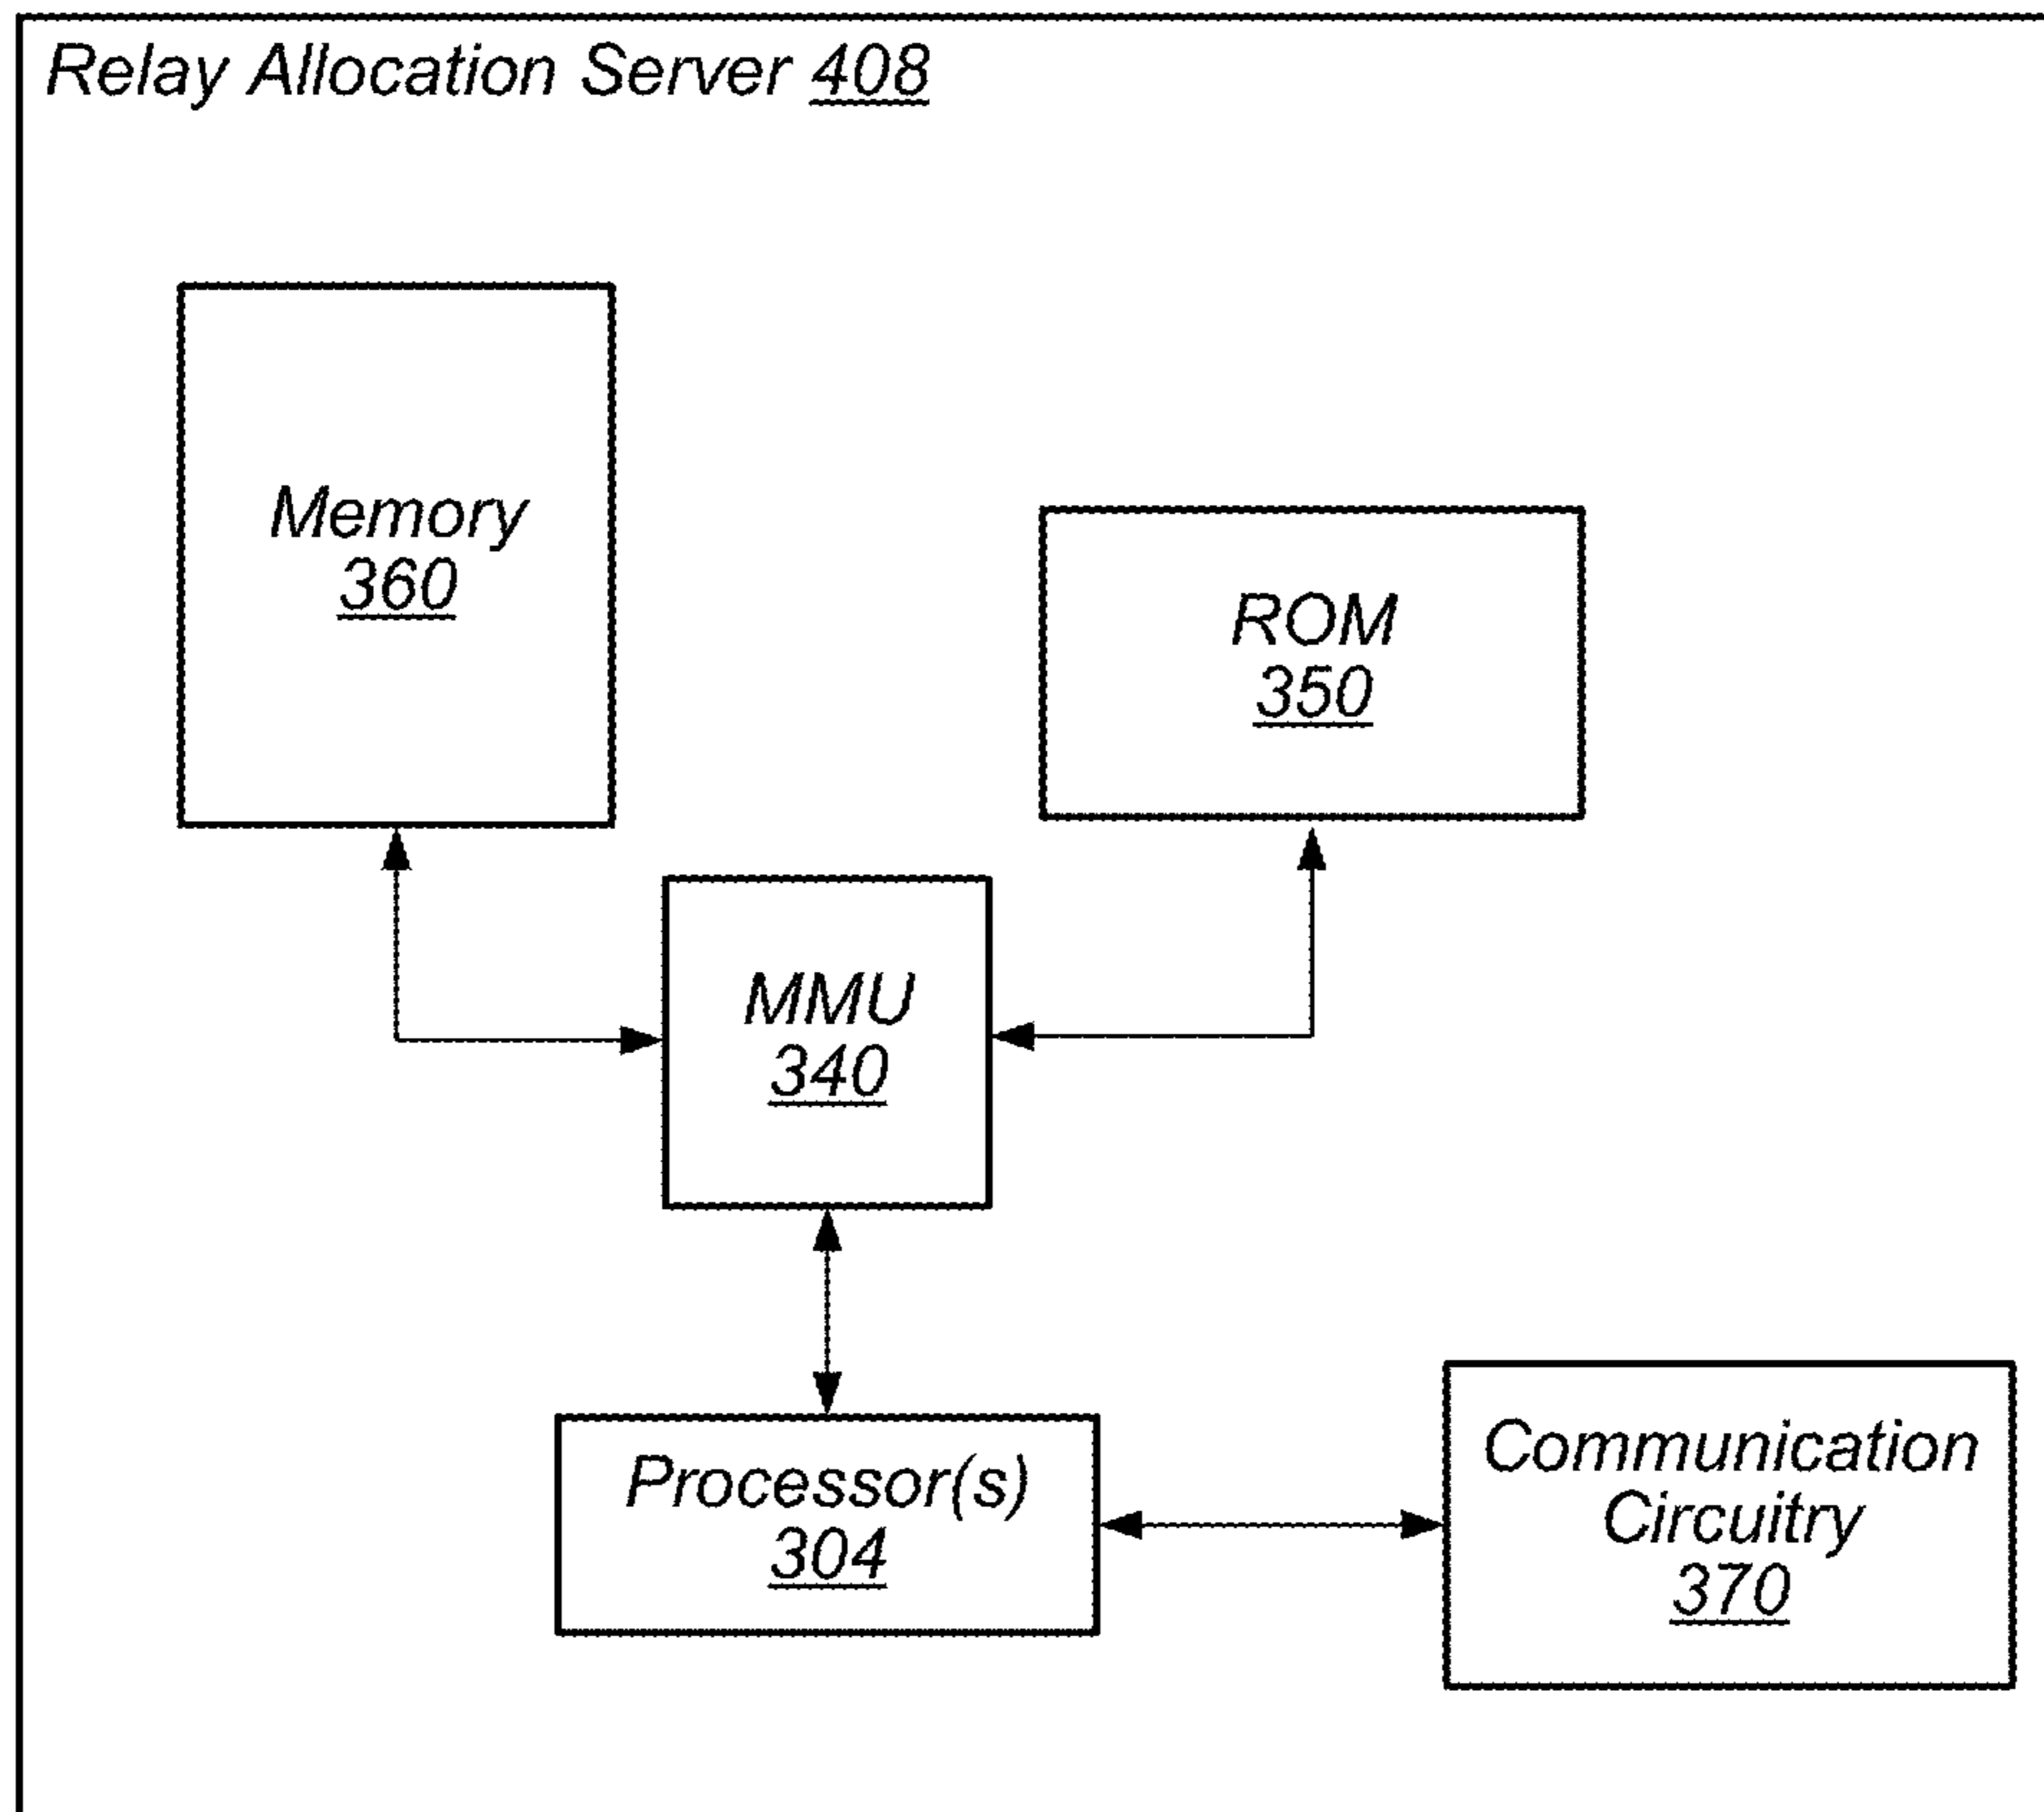 Relay Allocation Server 408
Memory
360
ROM
350
MMU
340
Processor(s)
304
Communication
Circuitry
370